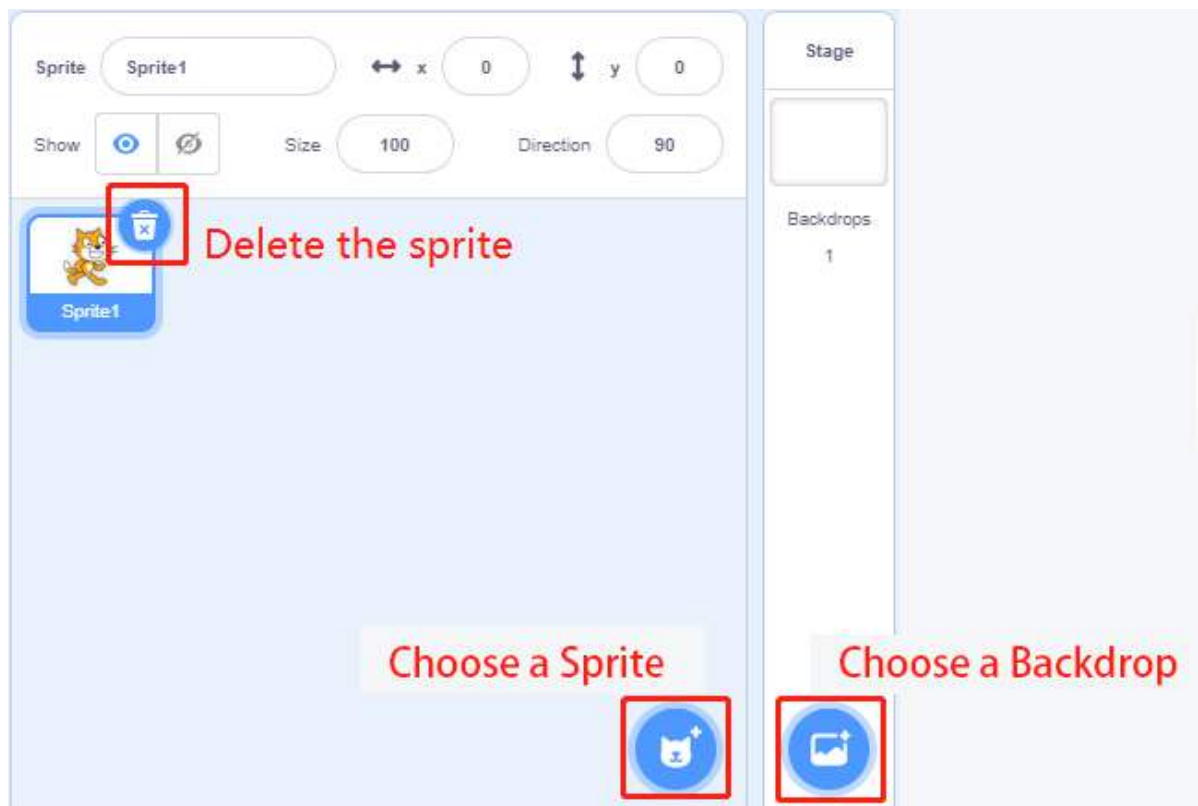 Sprite Sprite1 x 0 y 0
Show Size 100 Direction 90
Delete the sprite
Sprite1
Choose a Sprite
Stage
Backdrops
1
Choose a Backdrop